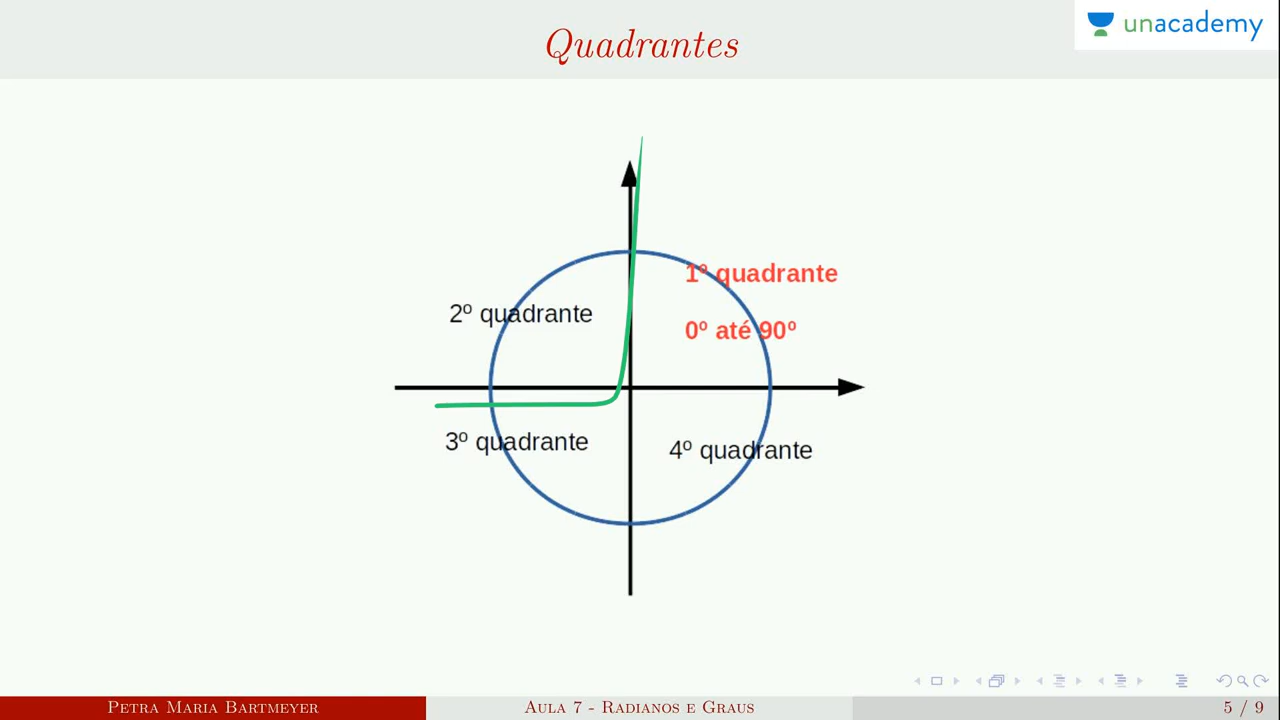 Quadrantes
unacademy
1º quadrante
2º quadrante
0º até 90º
3º quadrante
4º quadrante
Petra Maria Bartmeyer
Aula 7 - Radianos e Graus
5 / 9